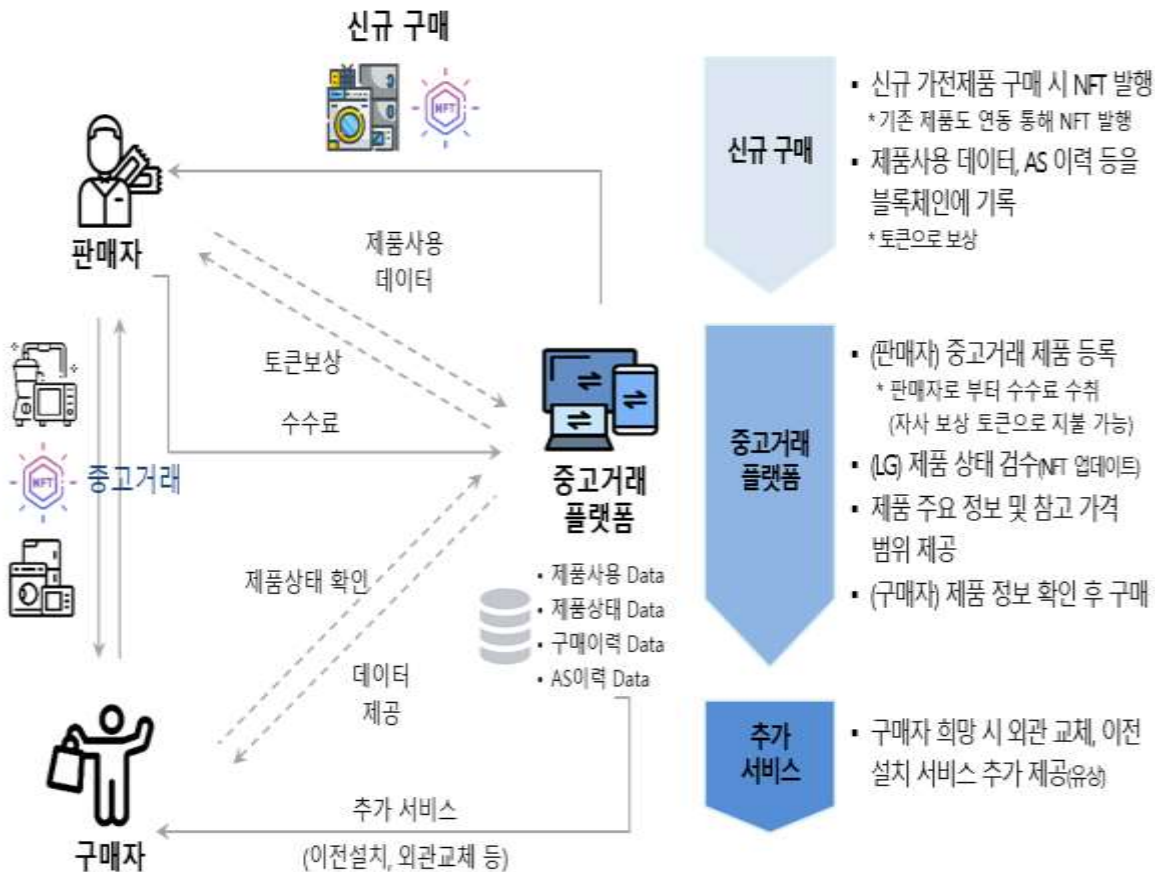 신규 구매
NFT
판매자
제품사용
데이터
토큰보상
수수료
NFT
중고거래
중고거래
플랫폼
• 제품사용 Data
• 제품상태 Data
• 구매이력 Data
• AS이력 Data
제품상태 확인
데이터
제공
구매자
추가 서비스
(이전설치, 외관교체 등)
신규 구매
▪ 신규 가전제품 구매 시 NFT 발행
* 기존 제품도 연동 통해 NFT 발행
▪ 제품사용 데이터, AS 이력 등을
블록체인에 기록
* 토큰으로 보상
중고거래
플랫폼
▪ (판매자) 중고거래 제품 등록
* 판매자로 부터 수수료 수취
(자사 보상 토큰으로 지불 가능)
▪ (LG) 제품 상태 검수(NFT 업데이트)
▪ 제품 주요 정보 및 참고 가격
범위 제공
▪ (구매자) 제품 정보 확인 후 구매
추가
서비스
▪ 구매자 희망 시 외관 교체, 이전
설치 서비스 추가 제공(유상)